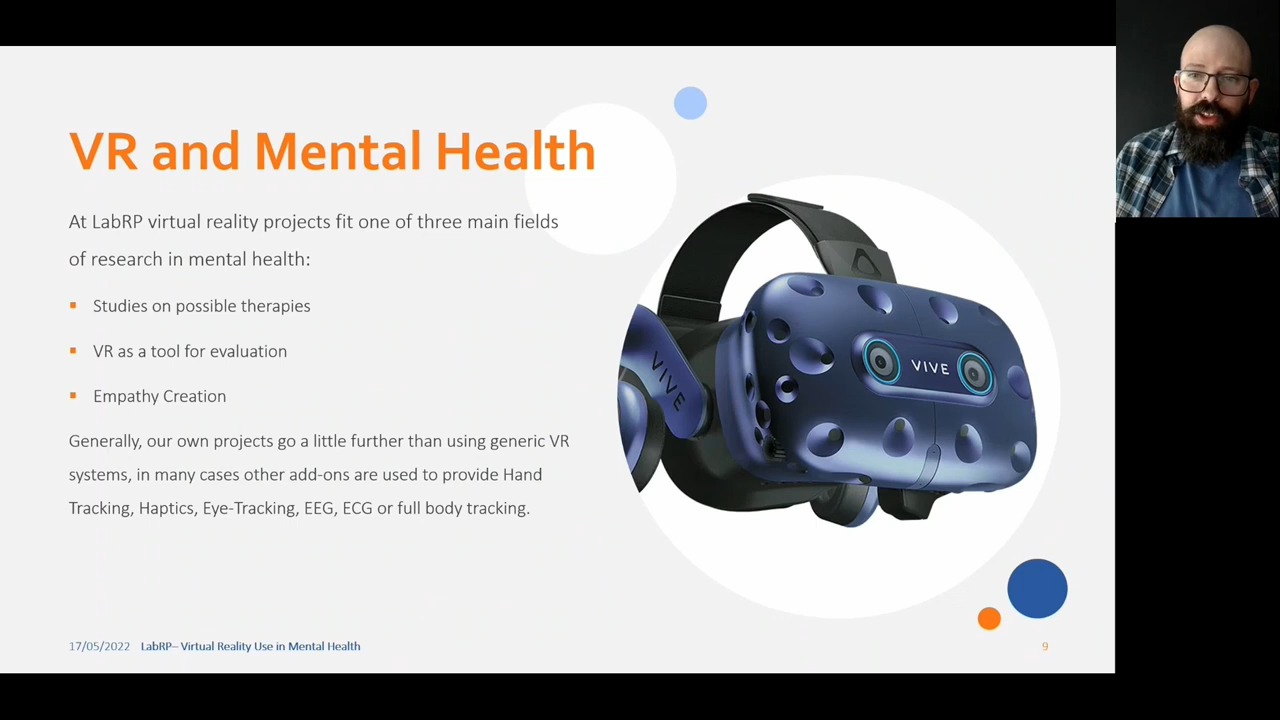 VR and Mental Health
At LabRP virtual reality projects fit one of three main fields
of research in mental health:
▪ Studies on possible therapies
▪ VR as a tool for evaluation
▪ Empathy Creation
Generally, our own projects go a little further than using generic VR
systems, in many cases other add-ons are used to provide Hand
Tracking, Haptics, Eye-Tracking, EEG, ECG or full body tracking.
VIVE
VIVE
17/05/2022 LabRP– Virtual Reality Use in Mental Health
9